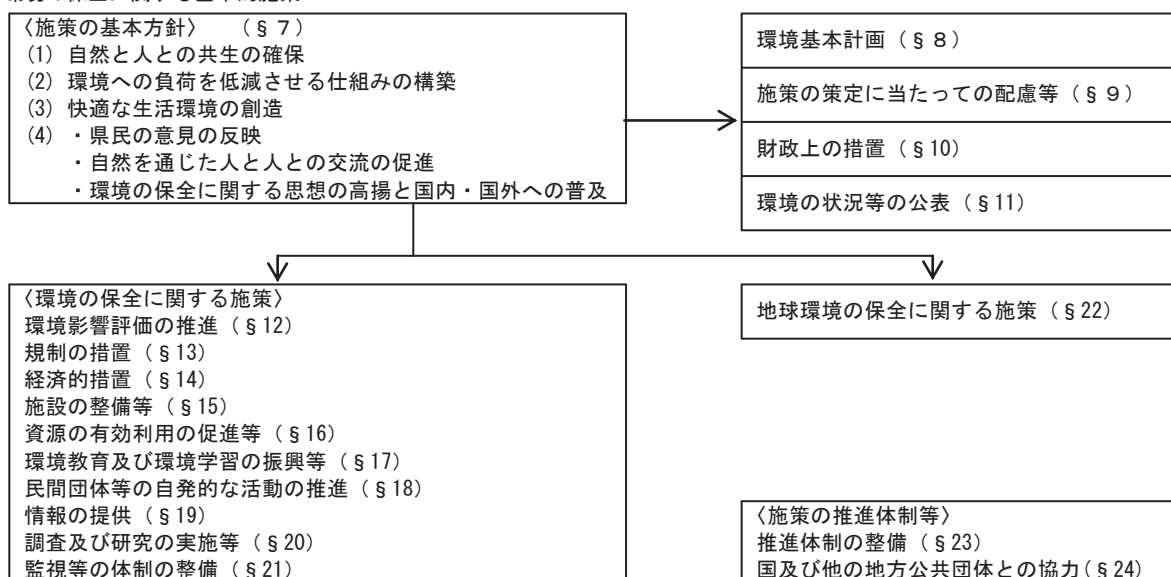 〈施策の基本方針〉 （§７）
(1) 自然と人との共生の確保
(2) 環境への負荷を低減させる仕組みの構築
(3) 快適な生活環境の創造
(4) ・県民の意見の反映
・自然を通じた人と人との交流の促進
・環境の保全に関する思想の高揚と国内・国外への普及
環境基本計画（§８）
施策の策定に当たっての配慮等（§９）
財政上の措置（§10）
環境の状況等の公表（§11）
〈環境の保全に関する施策〉
環境影響評価の推進（§12）
規制の措置（§13）
経済的措置（§14）
施設の整備等（§15）
資源の有効利用の促進等（§16）
環境教育及び環境学習の振興等（§17）
民間団体等の自発的な活動の推進（§18）
情報の提供（§19）
調査及び研究の実施等（§20）
監視等の体制の整備（§21）
地球環境の保全に関する施策（§22）
〈施策の推進体制等〉
推進体制の整備（§23）
国及び他の地方公共団体との協力(§24)